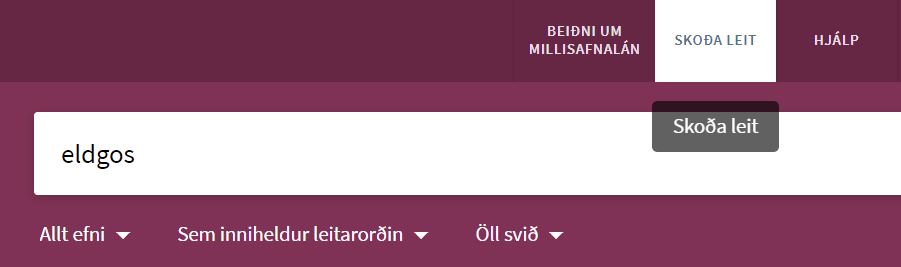 BEIÐNI UM
MILLISAFNALÁN
SKOÐA LEIT
HJÁLP
Skoða leit
eldgos
Allt efni
Sem inniheldur leitarorðin
Öll svið